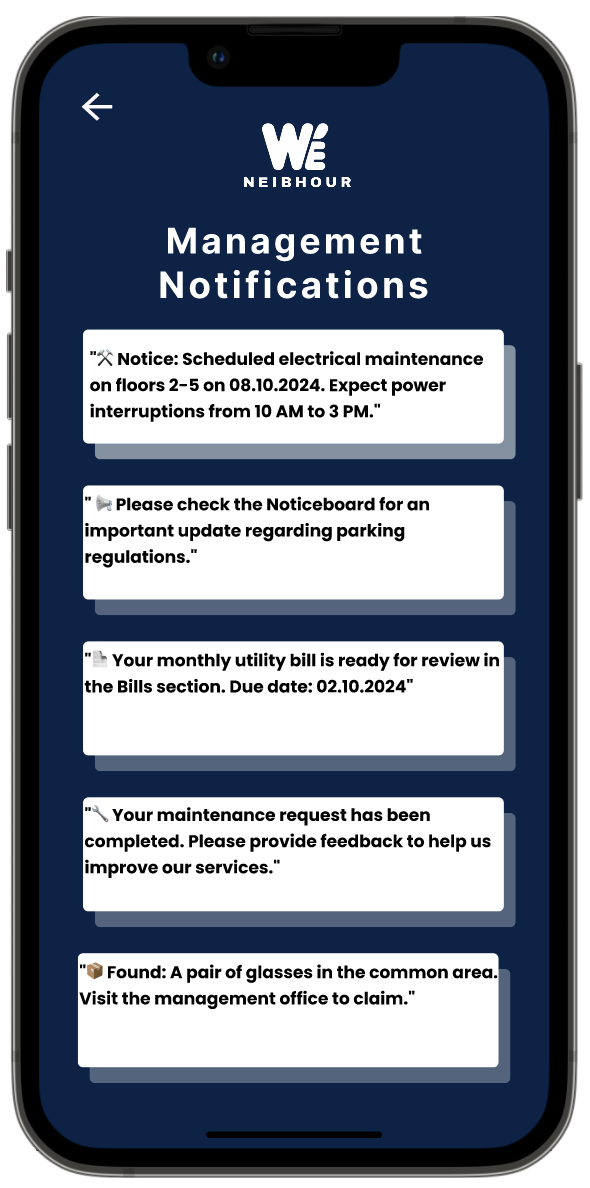 WE
NEIBHOUR
Management
Notifications
"⚒ Notice: Scheduled electrical maintenance
on floors 2-5 on 08.10.2024. Expect power
interruptions from 10 AM to 3 PM."
" 📢 Please check the Noticeboard for an
important update regarding parking
regulations."
"📄 Your monthly utility bill is ready for review in
the Bills section. Due date: 02.10.2024"
"🔧 Your maintenance request has been
completed. Please provide feedback to help us
improve our services."
"📦 Found: A pair of glasses in the common area.
Visit the management office to claim."